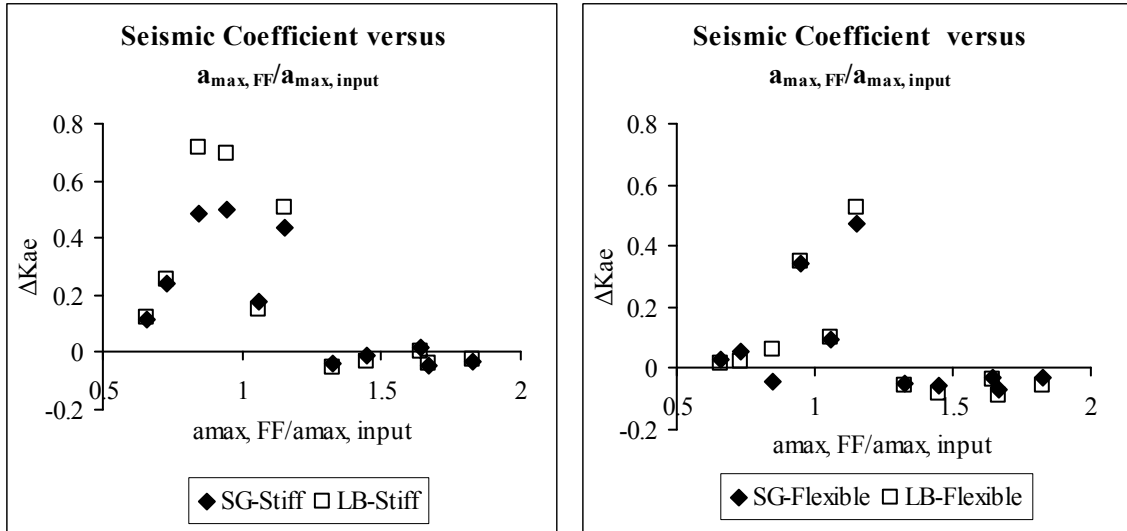 Seismic Coefficient versus
amax, FF/amax, input
0.8
0.6
0.4
0.2
0
-0.2
ΔKae
0.5
1
1.5
2
amax, FF/amax, input
SG-Stiff LB-Stiff
Seismic Coefficient versus
amax, FF/amax, input
0.8
0.6
0.4
0.2
0
-0.2
ΔKae
0.5
1
1.5
2
amax, FF/amax, input
SG-Flexible LB-Flexible